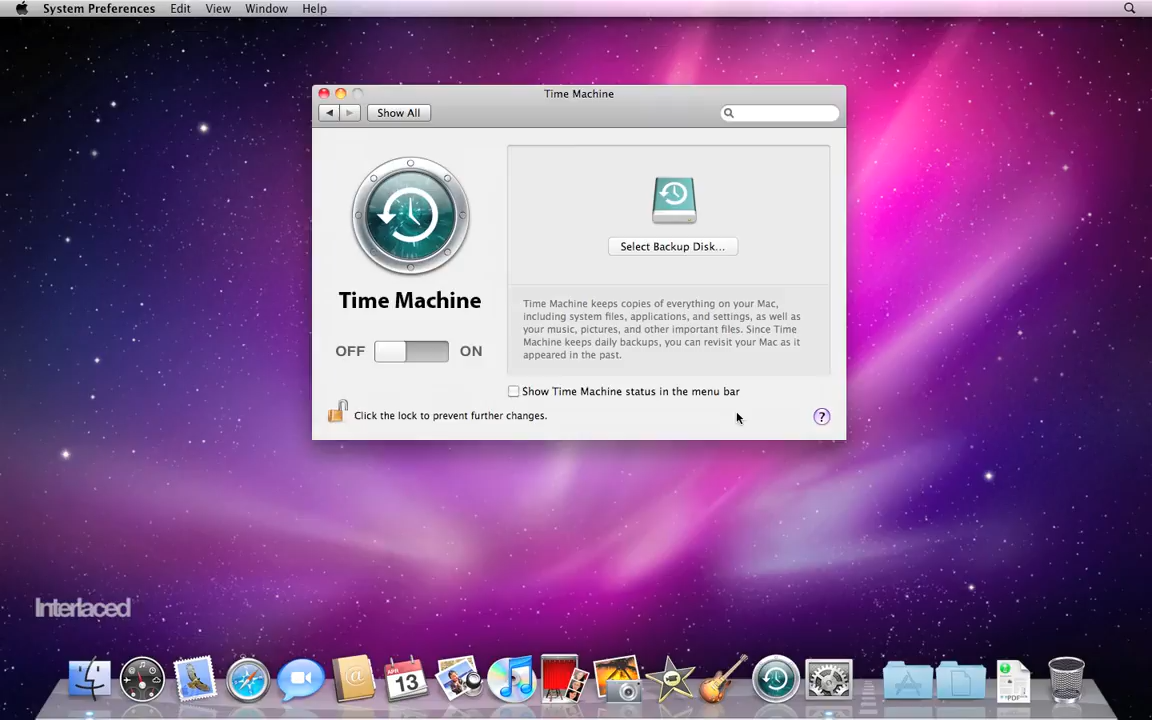 System Preferences Edit View Window Help
Time Machine
Show All
Select Backup Disk...
Time Machine
OFF ON
Time Machine keeps copies of everything on your Mac,
including system files, applications, and settings, as well as
your music, pictures, and other important files. Since Time
Machine keeps daily backups, you can revisit your Mac as it
appeared in the past.
Show Time Machine status in the menu bar
Click the lock to prevent further changes.
?
Interlaced
APR
13
@
PDF